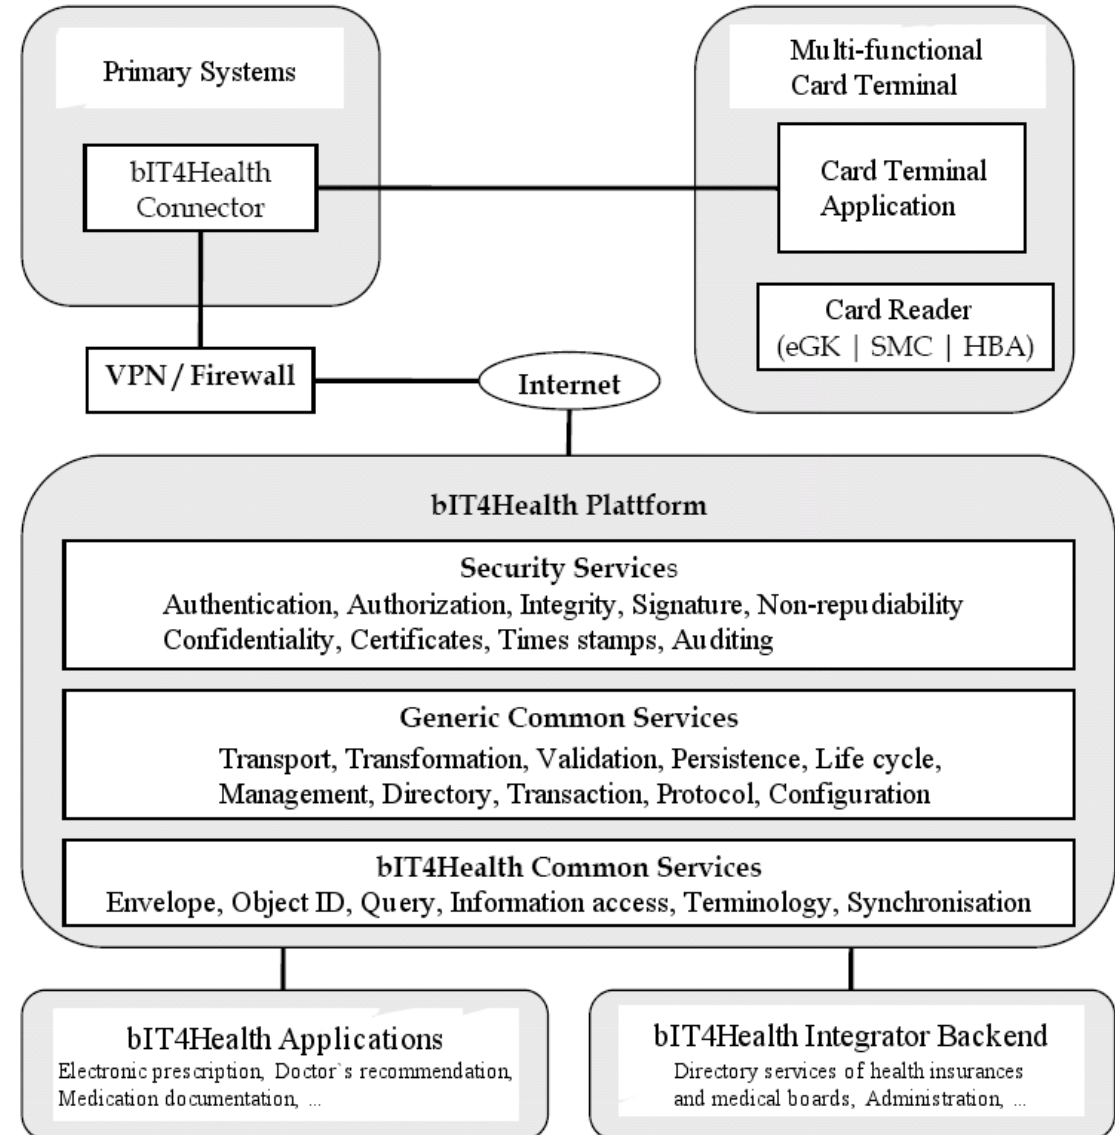 Primary Systems
bIT4Health
Connector
Multi-functional
Card Terminal
Card Terminal
Application
Card Reader
(eGK | SMC | HBA)
VPN / Firewall
Internet
bIT4Health Plattform
Security Services
Authentication, Authorization, Integrity, Signature, Non-repudiability
Confidentiality, Certificates, Times stamps, Auditing
Generic Common Services
Transport, Transformation, Validation, Persistence, Life cycle,
Management, Directory, Transaction, Protocol, Configuration
bIT4Health Common Services
Envelope, Object ID, Query, Information access, Terminology, Synchronisation
bIT4Health Applications
Electronic prescription, Doctor`s recommendation,
Medication documentation, ...
bIT4Health Integrator Backend
Directory services of health insurances
and medical boards, Administration, ...